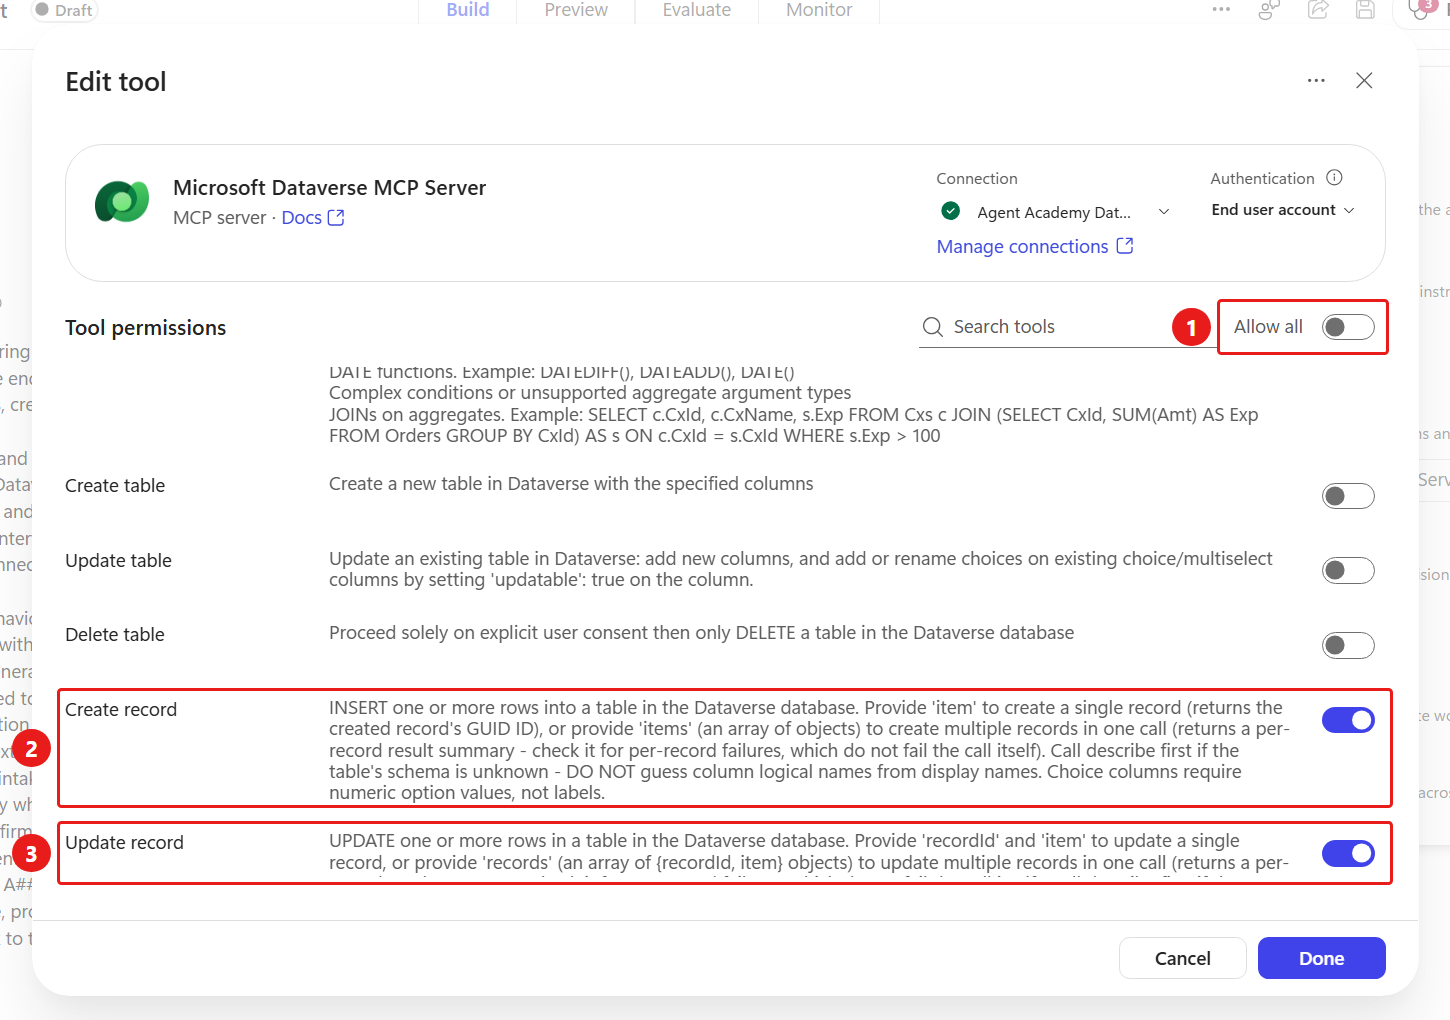 t
Draft
Build
Preview
Evaluate
Monitor
3
Edit tool
Microsoft Dataverse MCP Server
MCP server · Docs
Connection
Agent Academy Dat...
Manage connections
Authentication
End user account
Tool permissions
Search tools
1
Allow all
DATE functions. Example: DATEDIFF(), DATEADD(), DATE()
Complex conditions or unsupported aggregate argument types
JOINs on aggregates. Example: SELECT c.CxId, c.CxName, s.Exp FROM Cxs c JOIN (SELECT CxId, SUM(Amt) AS Exp
FROM Orders GROUP BY CxId) AS s ON c.CxId = s.CxId WHERE s.Exp > 100
Create table
Create a new table in Dataverse with the specified columns
Update table
Update an existing table in Dataverse: add new columns, and add or rename choices on existing choice/multiselect
columns by setting 'updatable': true on the column.
Delete table
Proceed solely on explicit user consent then only DELETE a table in the Dataverse database
2
Create record
INSERT one or more rows into a table in the Dataverse database. Provide 'item' to create a single record (returns the
created record's GUID ID), or provide 'items' (an array of objects) to create multiple records in one call (returns a per-
record result summary - check it for per-record failures, which do not fail the call itself). Call describe first if the
table's schema is unknown - DO NOT guess column logical names from display names. Choice columns require
numeric option values, not labels.
3
Update record
UPDATE one or more rows in a table in the Dataverse database. Provide 'recordId' and 'item' to update a single
record, or provide 'records' (an array of {recordId, item} objects) to update multiple records in one call (returns a per-
Cancel
Done